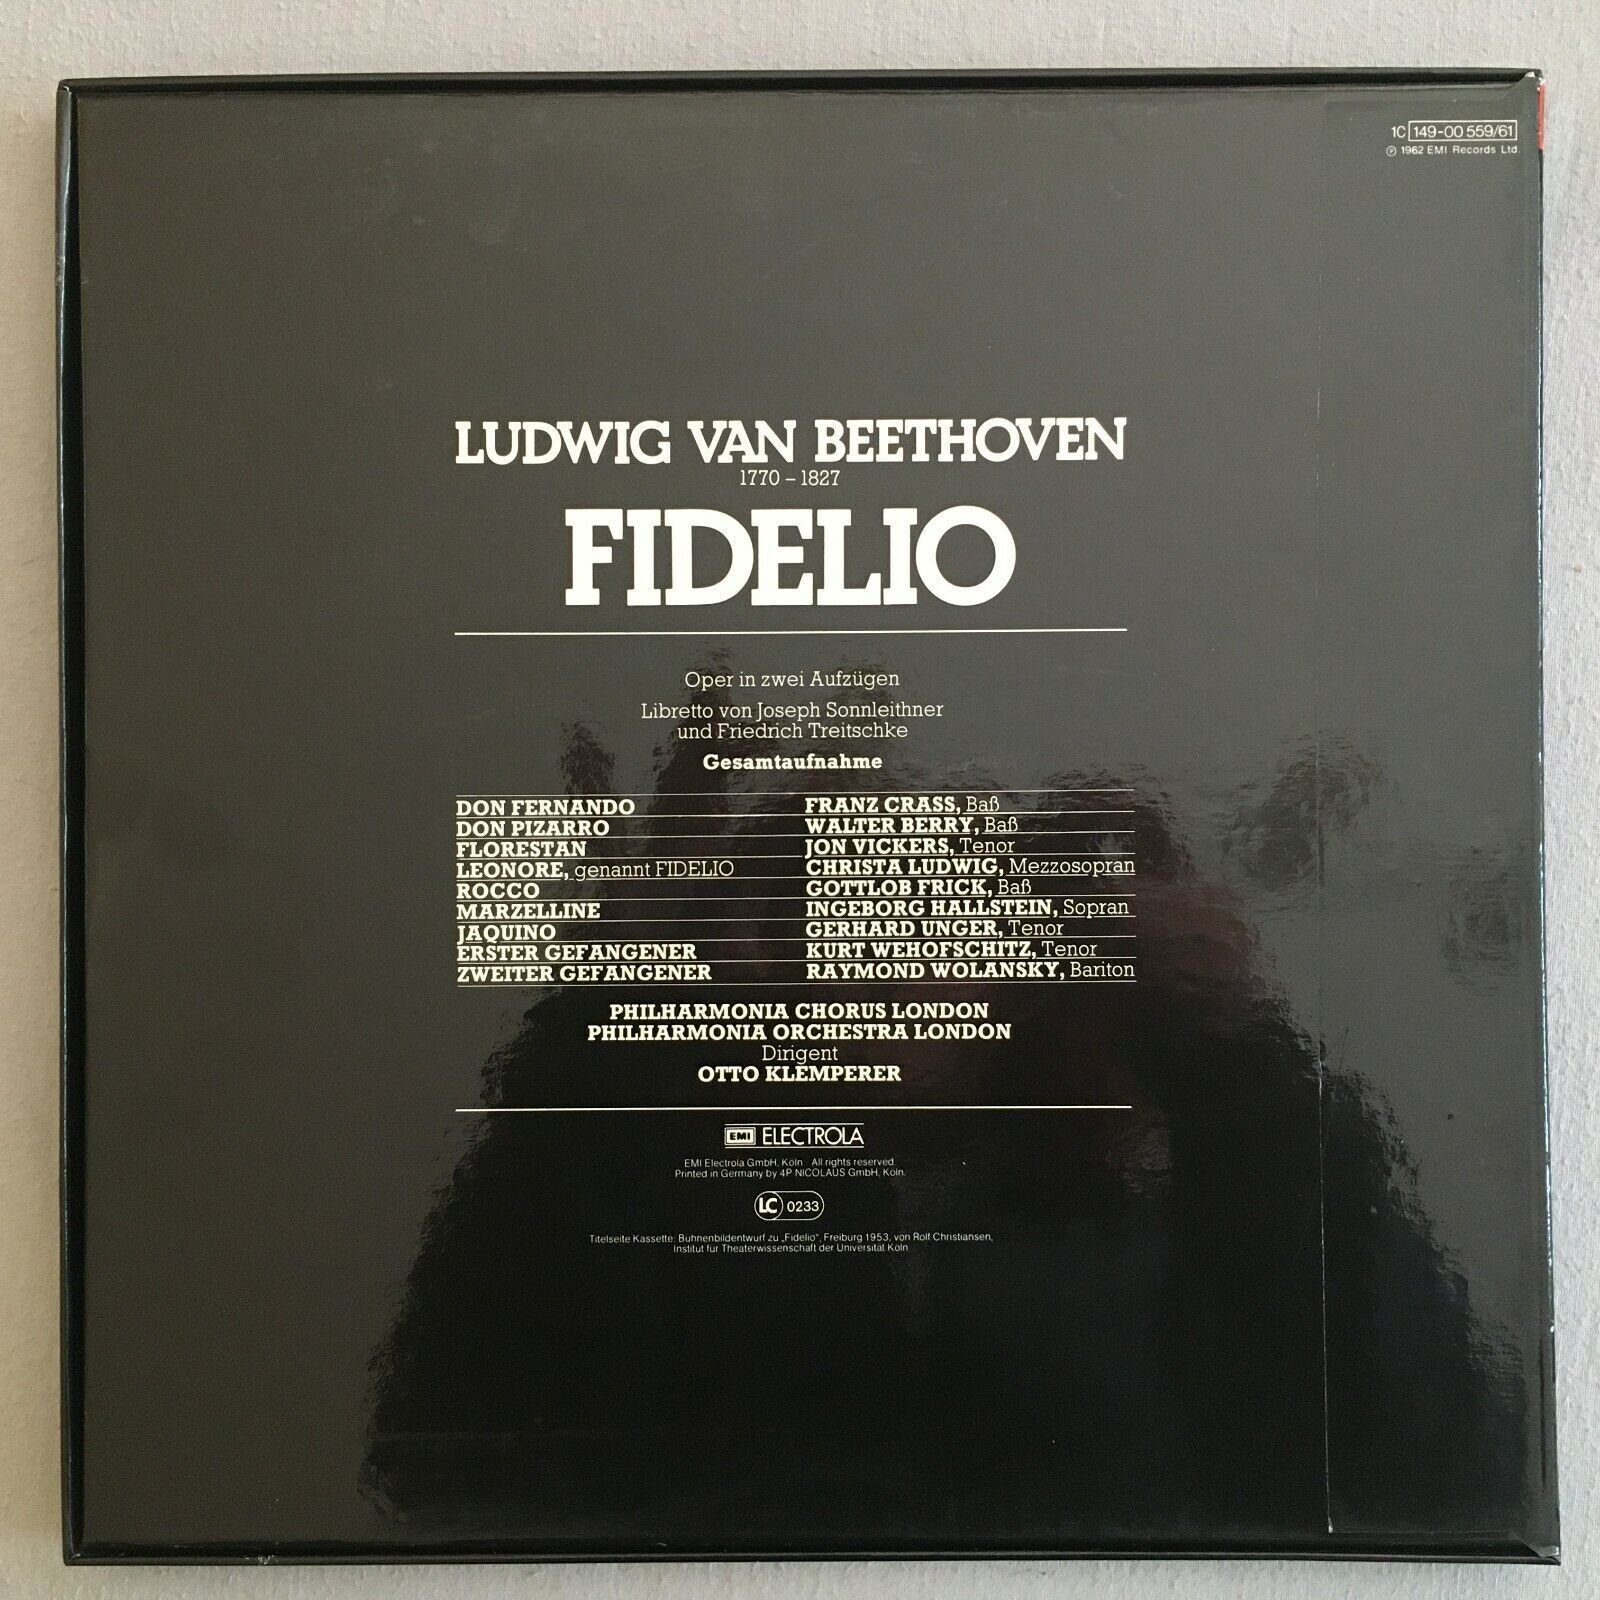 1C 149-00 559/61
Ⓟ 1962 EMI Records Ltd.
LUDWIG VAN BEETHOVEN
1770 – 1827
FIDELIO
Oper in zwei Aufzügen
Libretto von Joseph Sonnleithner
und Friedrich Treitschke
Gesamtaufnahme
DON FERNANDO FRANZ CRASS, Baß
DON PIZARRO WALTER BERRY, Baß
FLORESTAN JON VICKERS, Tenor
LEONORE, genannt FIDELIO CHRISTA LUDWIG, Mezzosopran
ROCCO GOTTLOB FRICK, Baß
MARZELLINE INGEBORG HALLSTEIN, Sopran
JAQUINO GERHARD UNGER, Tenor
ERSTER GEFANGENER KURT WEHOFSCHITZ, Tenor
ZWEITER GEFANGENER RAYMOND WOLANSKY, Bariton
PHILHARMONIA CHORUS LONDON
PHILHARMONIA ORCHESTRA LONDON
Dirigent
OTTO KLEMPERER
EMI ELECTROLA
EMI Electrola GmbH, Köln All rights reserved
Printed in Germany by 4P NICOLAUS GmbH, Köln.
LC 0233
Titelseite Kassette: Bühnenbildentwurf zu „Fidelio“, Freiburg 1953, von Rolf Christiansen,
Institut für Theaterwissenschaft der Universität Köln